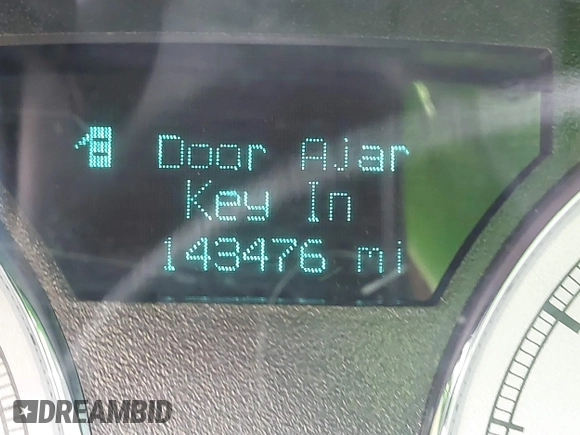 Door Ajar
Key In
143476 mi
DREAMBID